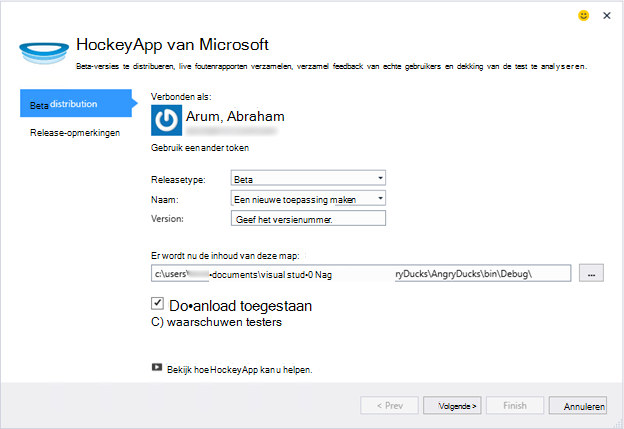 HockeyApp van Microsoft
Beta-versies te distribueren, live foutenrapporten verzamelen, verzamel feedback van echte gebruikers en dekking van de test te analyseren.
Beta distribution
Release-opmerkingen
Verbonden als:
Arum, Abraham
Gebruik een ander token
Releasetype: Beta
Naam: Een nieuwe toepassing maken
Version: Geef het versienummer.
Er wordt nu de inhoud van deze map:
c:\users\ •documents\visual stud•0 Nag ryDucks\AngryDucks\bin\Debug\ ...
Do•anload toegestaan
C) waarschuwen testers
Bekijk hoe HockeyApp kan u helpen.
< Prev Volgende > Finish Annuleren